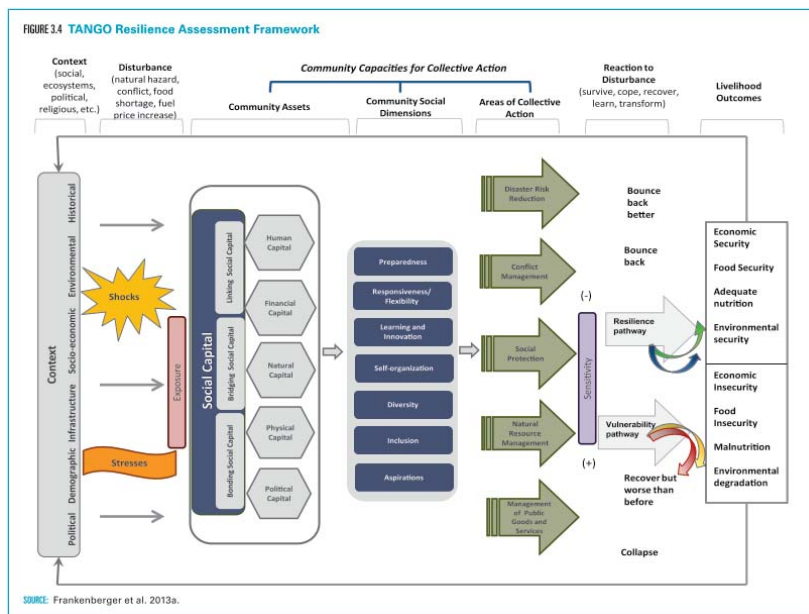 FIGURE 3.4 TANGO Resilience Assessment Framework
Context
(social,
ecosystems,
political,
religious, etc.)
Disturbance
(natural hazard,
conflict, food
shortage, fuel
price increase)
Community Capacities for Collective Action
Community Assets
Community Social
Dimensions
Areas of Collective
Action
Reaction to
Disturbance
(survive, cope, recover,
learn, transform)
Livelihood
Outcomes
Context
Historical
Environmental
Socio-economic
Infrastructure
Demographic
Political
Shocks
Exposure
Stresses
Social Capital
Linking Social Capital
Bridging Social Capital
Bonding Social Capital
Human
Capital
Financial
Capital
Natural
Capital
Physical
Capital
Political
Capital
Preparedness
Responsiveness/
Flexibility
Learning and
Innovation
Self-organization
Diversity
Inclusion
Aspirations
Disaster Risk
Reduction
Conflict
Management
Social
Protection
Natural
Resource
Management
Management
of Public
Goods and
Services
Sensitivity
(-)
(+)
Bounce
back
better
Bounce
back
Resilience
pathway
Vulnerability
pathway
Recover but
worse than
before
Collapse
Economic
Security
Food Security
Adequate
nutrition
Environmental
security
Economic
Insecurity
Food
Insecurity
Malnutrition
Environmental
degradation
SOURCE: Frankenberger et al. 2013a.